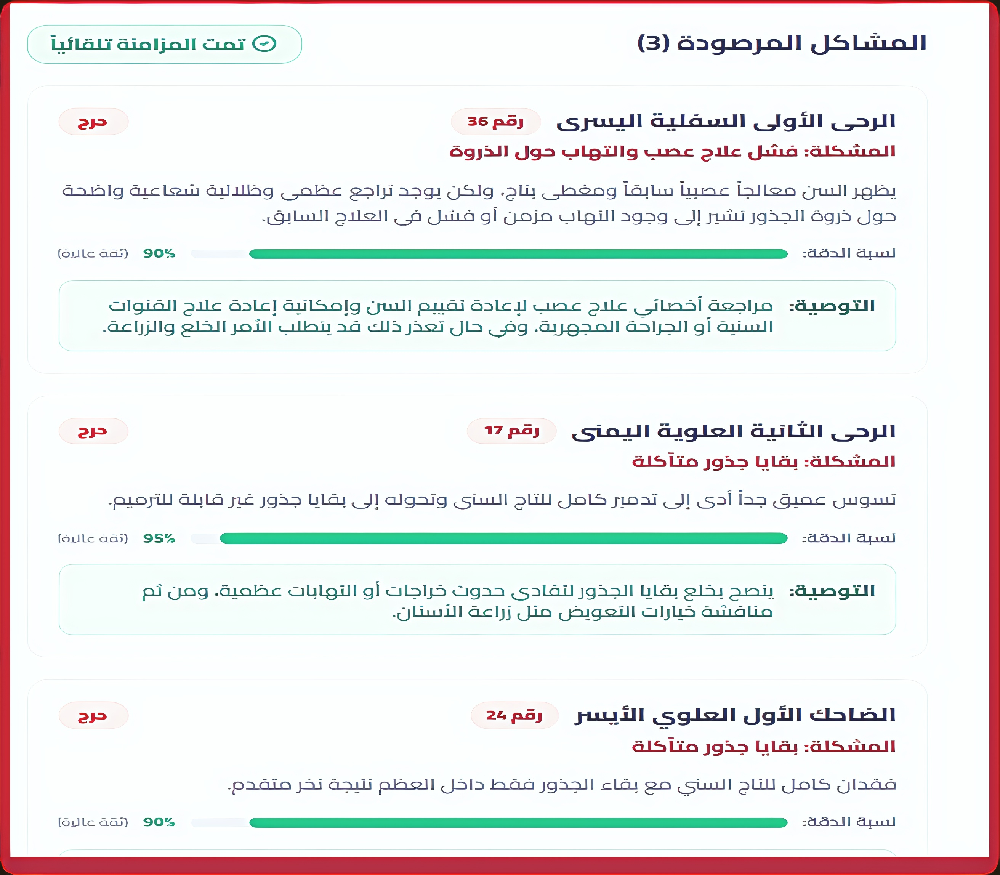 المشاكل المرصودة (3)
تمت المزامنة تلقائياً
الرحى الأولى السفلية اليسرى
رقم 36
حرج
المشكلة: فشل علاج عصب والتهاب حول الذروة
يظهر السن معالجاً عصبياً سابقاً ومغطى بتاج، ولكن يوجد تراجع عظمي وظلالية شعاعية واضحة
حول ذروة الجذور تشير إلى وجود التهاب مزمن أو فشل في العلاج السابق.
نسبة الدقة:
90%
(ثقة عالية)
التوصية:
مراجعة أخصائي علاج عصب لإعادة تقييم السن وإمكانية إعادة علاج القنوات
السنية أو الجراحة المجهرية، وفي حال تعذر ذلك قد يتطلب الأمر الخلع والزراعة.
الرحى الثانية العلوية اليمنى
رقم 17
حرج
المشكلة: بقايا جذور متآكلة
تسوس عميق جداً أدى إلى تدمير كامل للتاج السني وتحوله إلى بقايا جذور غير قابلة للترميم.
نسبة الدقة:
95%
(ثقة عالية)
التوصية:
ينصح بخلع بقايا الجذور لتفادي حدوث خراجات أو التهابات عظمية، ومن ثم
مناقشة خيارات التعويض مثل زراعة الأسنان.
الضاحك الأول العلوي الأيسر
رقم 24
حرج
المشكلة: بقايا جذور متآكلة
فقدان كامل للتاج السني مع بقاء الجذور فقط داخل العظم نتيجة نخر متقدم.
نسبة الدقة:
90%
(ثقة عالية)